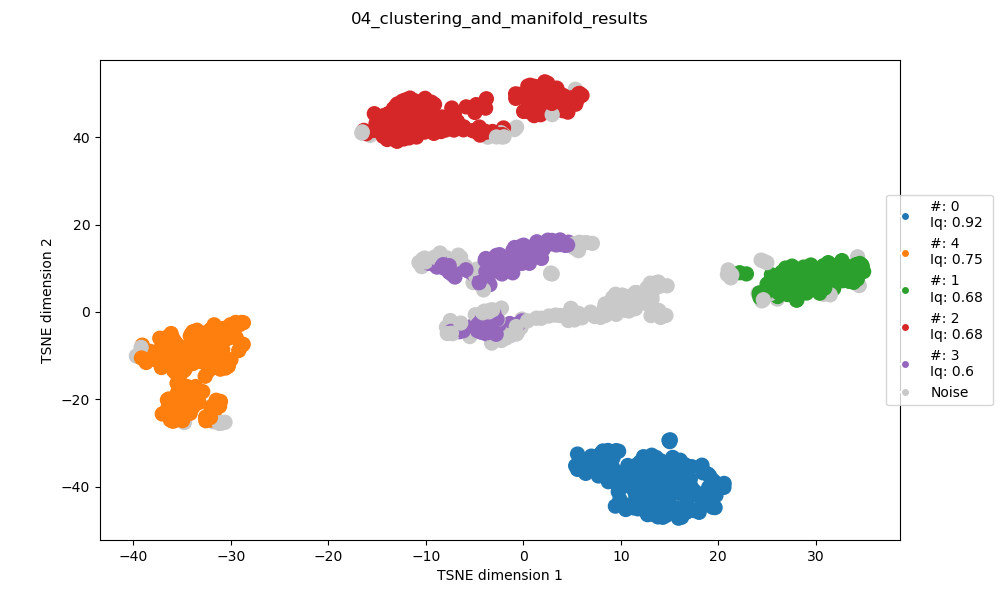 04_clustering_and_manifold_results
TSNE dimension 2
40
20
0
−20
−40
−40
−30
−20
−10
0
10
20
30
TSNE dimension 1
#: 0
Iq: 0.92
#: 4
Iq: 0.75
#: 1
Iq: 0.68
#: 2
Iq: 0.68
#: 3
Iq: 0.6
Noise